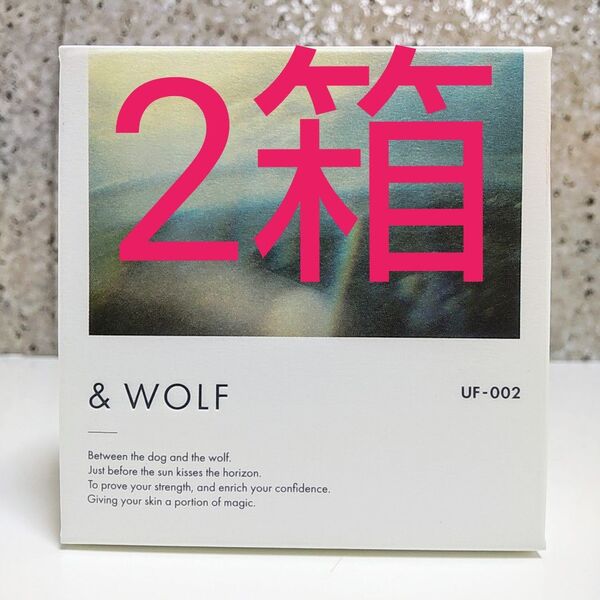 2箱
& WOLF
UF-002
Between the dog and the wolf.
Just before the sun kisses the horizon.
To prove your strength, and enrich your confidence.
Giving your skin a portion of magic.